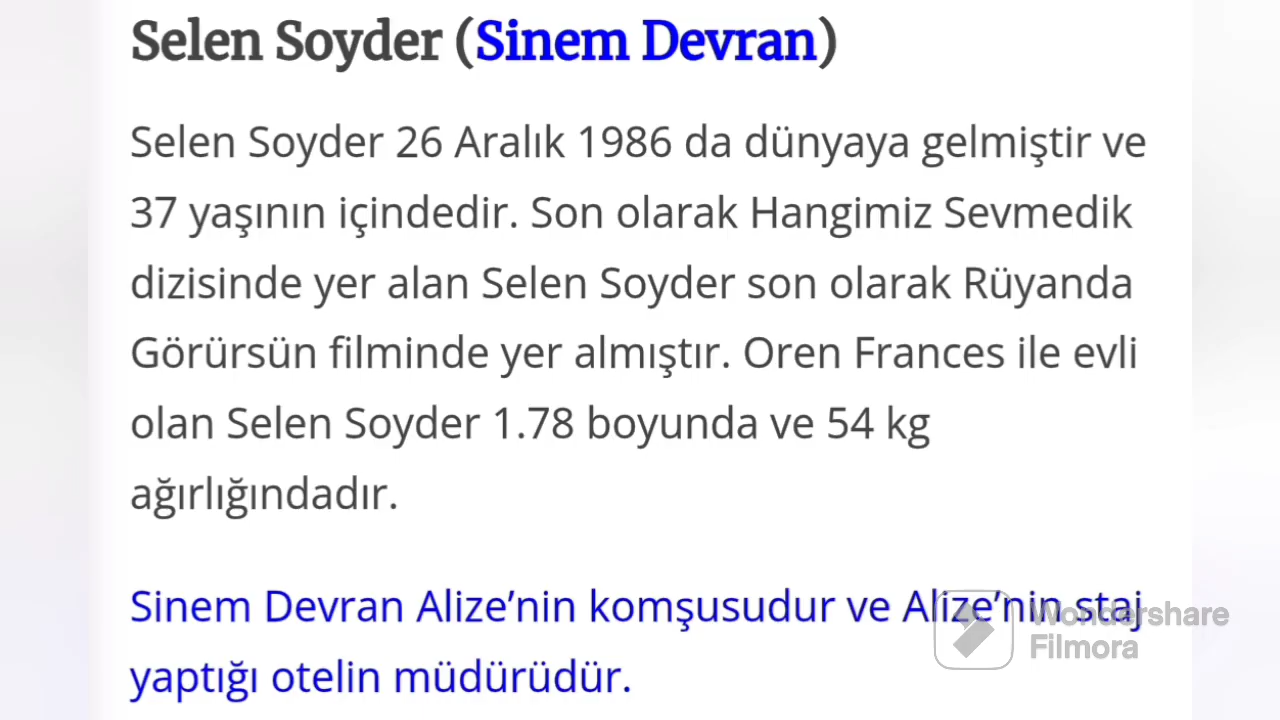 Selen Soyder (Sinem Devran)
Selen Soyder 26 Aralık 1986 da dünyaya gelmiştir ve
37 yaşının içindedir. Son olarak Hangimiz Sevmedik
dizisinde yer alan Selen Soyder son olarak Rüyanda
Görürsün filminde yer almıştır. Oren Frances ile evli
olan Selen Soyder 1.78 boyunda ve 54 kg
ağırlığındadır.
Sinem Devran Alize’nin komşusudur ve Alize’nin staj
yaptığı otelin müdürüdür.
Wondershare
Filmora